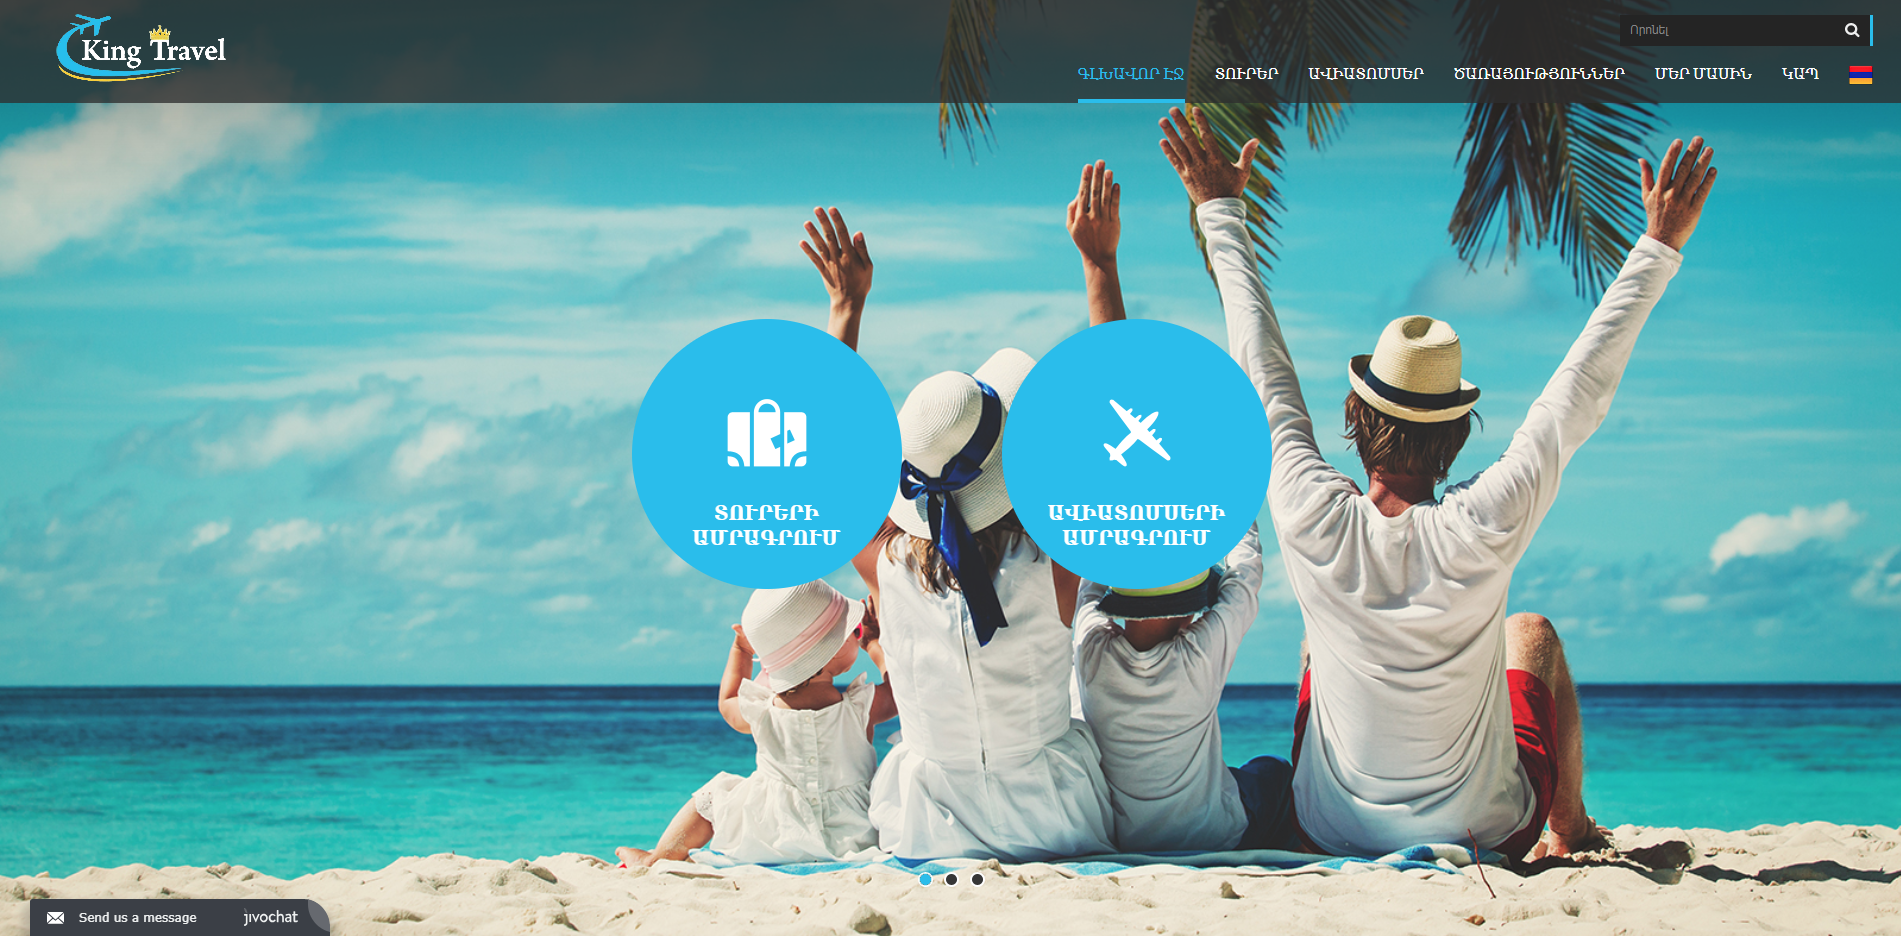 King Travel
Որոնել
ԳԼԽԱՎՈՐ ԷՋ
ՏՈՒՐԵՐ
ԱՎԻԱՏՈՄՍԵՐ
ԾԱՌԱՅՈՒԹՅՈՒՆՆԵՐ
ՄԵՐ ՄԱՍԻՆ
ԿԱՊ
ՏՈՒՐԵՐԻ
ԱՄՐԱԳՐՈՒՄ
ԱՎԻԱՏՈՄՍԵՐԻ
ԱՄՐԱԳՐՈՒՄ
Send us a message
jivochat